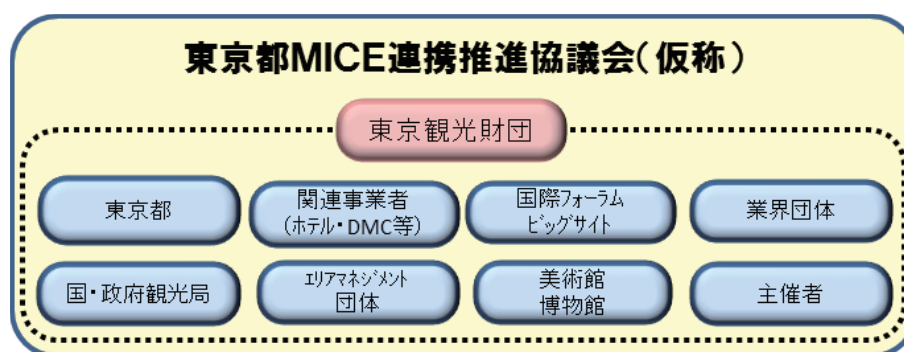 東京都MICE連携推進協議会(仮称)
東京観光財団
東京都
関連事業者
(ホテル・DMC等)
国際フォーラム
ビッグサイト
業界団体
国・政府観光局
エリアマネジメント
団体
美術館
博物館
主催者